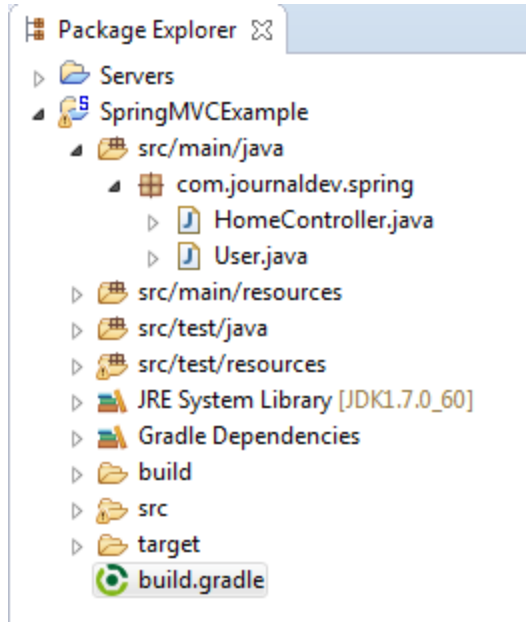 Package Explorer
Servers
SpringMVCExample
src/main/java
com.journaldev.spring
HomeController.java
User.java
src/main/resources
src/test/java
src/test/resources
JRE System Library [JDK1.7.0_60]
Gradle Dependencies
build
src
target
build.gradle